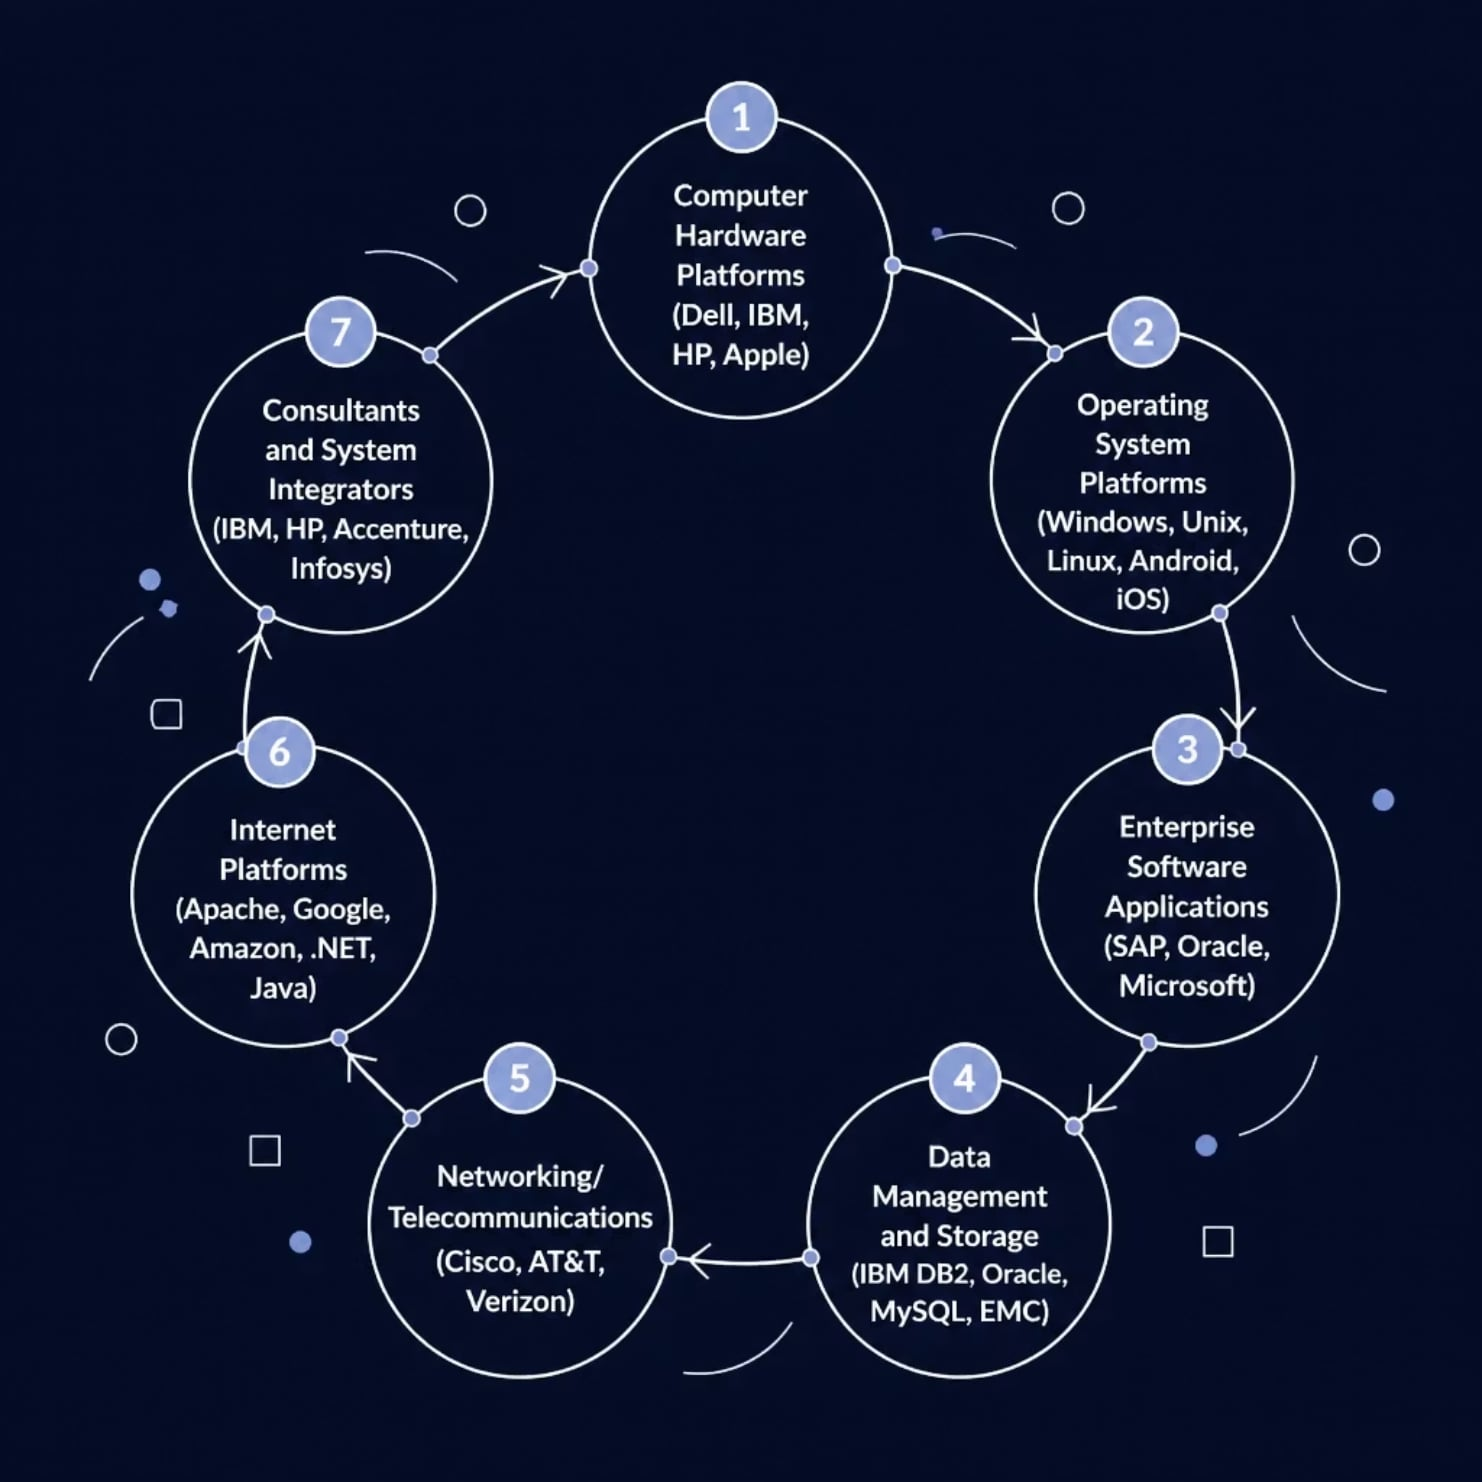 1
Computer
Hardware
Platforms
(Dell, IBM,
HP, Apple)
2
Operating
System
Platforms
(Windows, Unix,
Linux, Android,
iOS)
3
Enterprise
Software
Applications
(SAP, Oracle,
Microsoft)
4
Data
Management
and Storage
(IBM DB2, Oracle,
MySQL, EMC)
5
Networking/
Telecommunications
(Cisco, AT&T,
Verizon)
6
Internet
Platforms
(Apache, Google,
Amazon, .NET,
Java)
7
Consultants
and System
Integrators
(IBM, HP, Accenture,
Infosys)